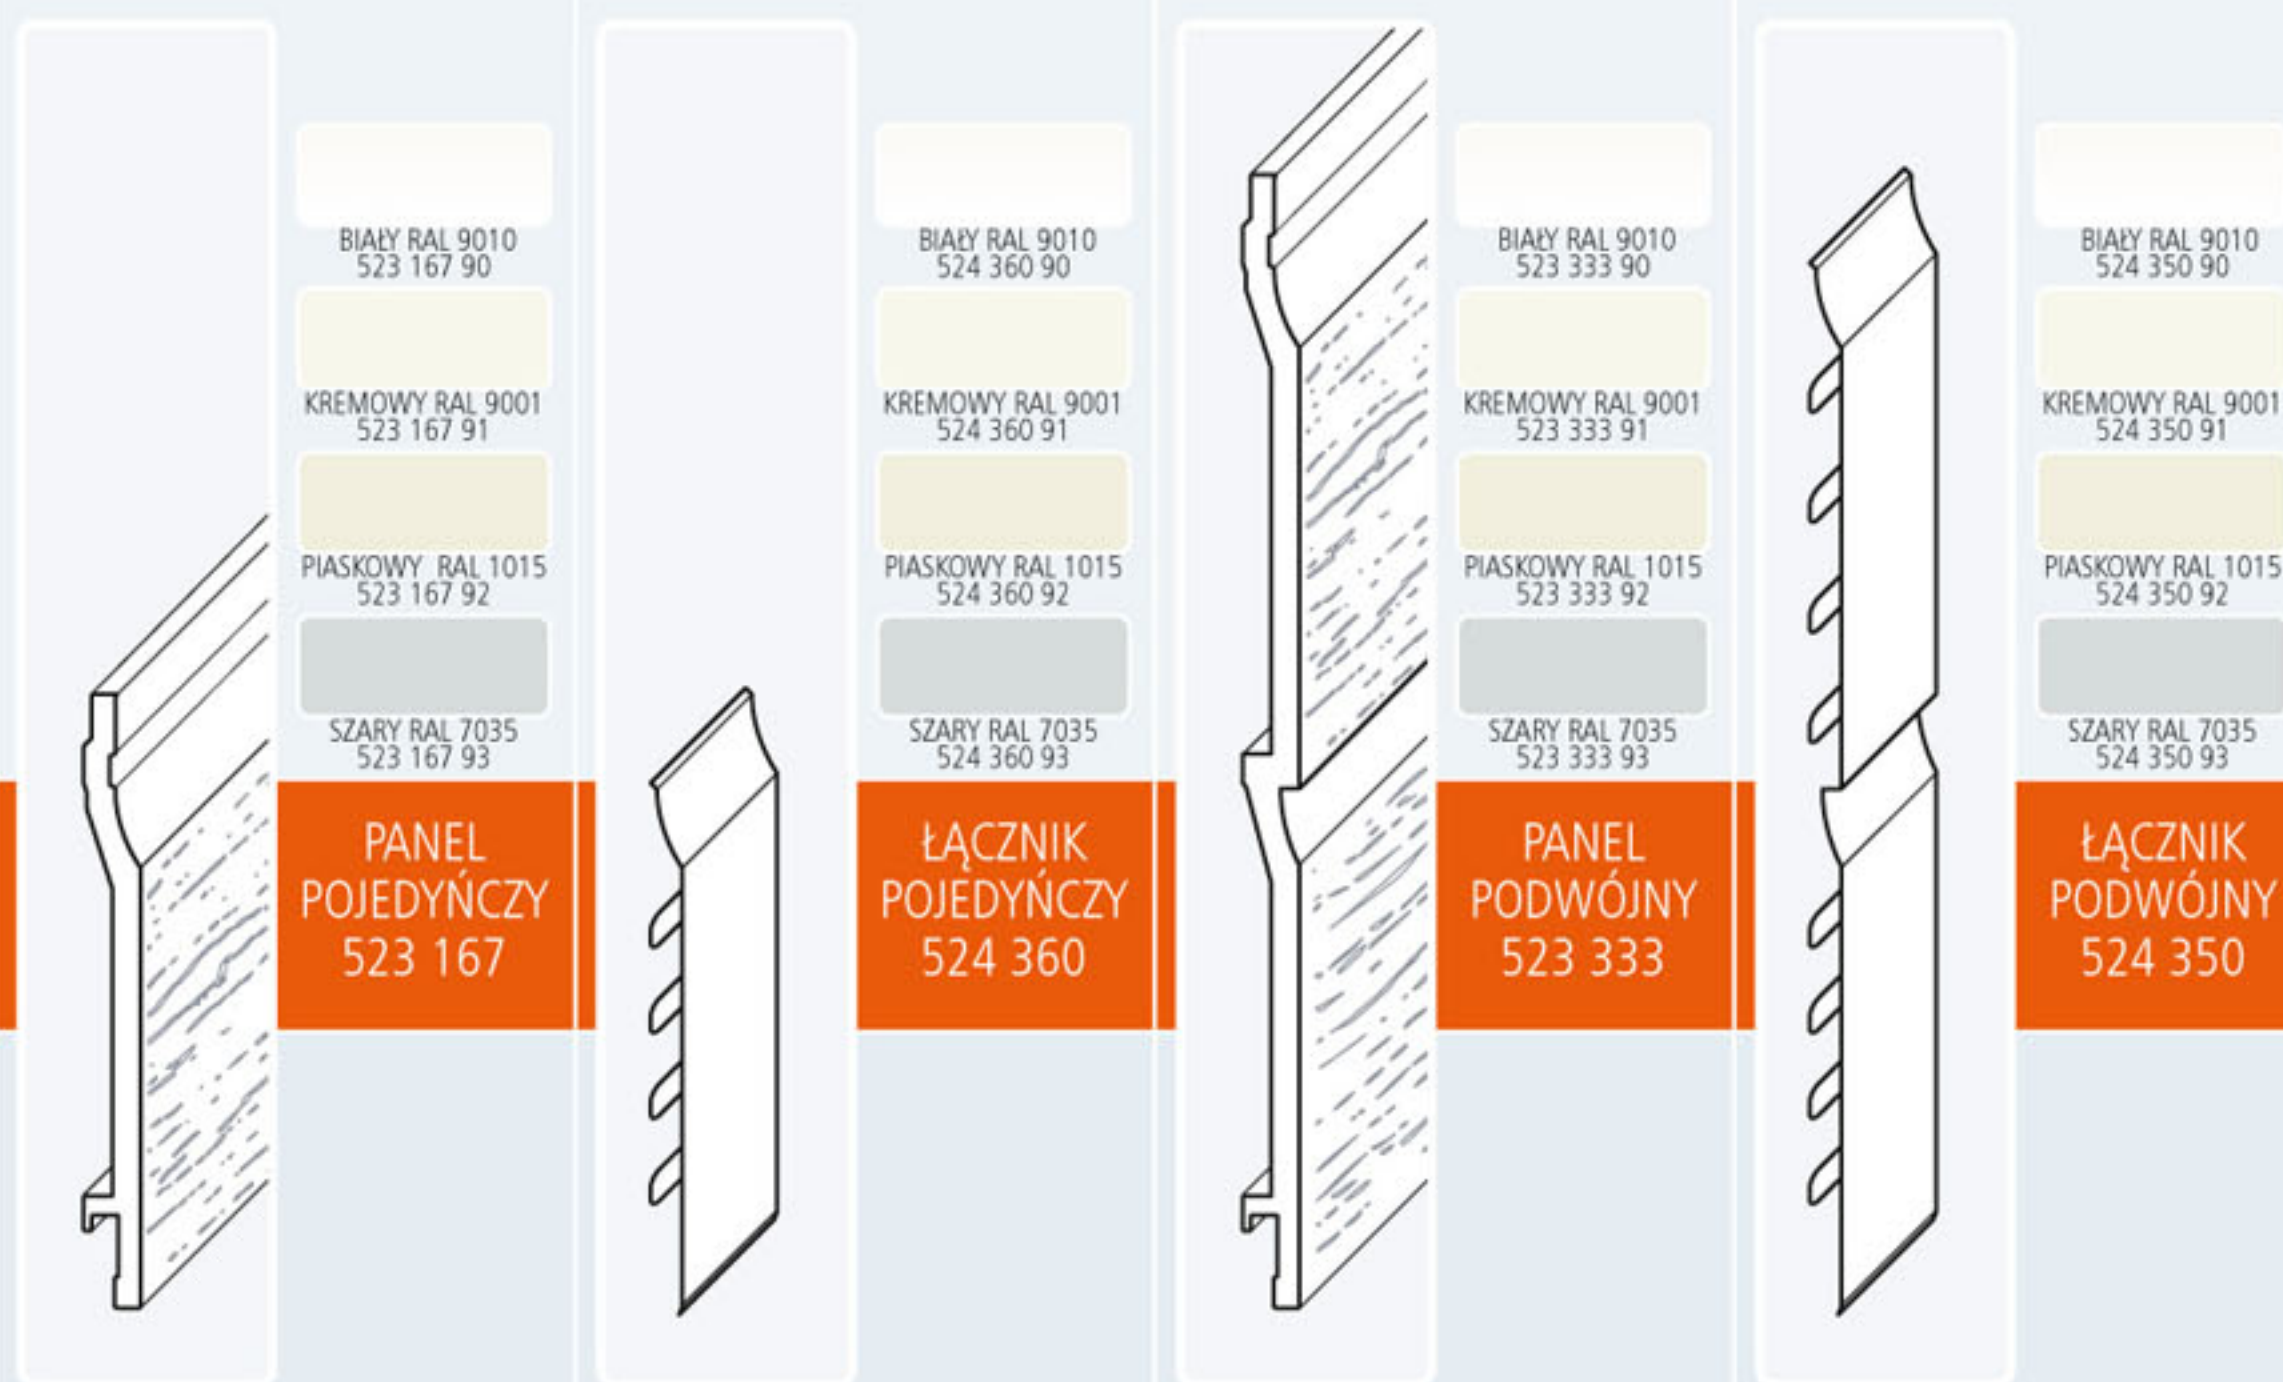 BIAŁY RAL 9010
523 167 90
KREMOWY RAL 9001
523 167 91
PIASKOWY RAL 1015
523 167 92
SZARY RAL 7035
523 167 93
PANEL
POJEDYŃCZY
523 167
BIAŁY RAL 9010
524 360 90
KREMOWY RAL 9001
524 360 91
PIASKOWY RAL 1015
524 360 92
SZARY RAL 7035
524 360 93
ŁĄCZNIK
POJEDYŃCZY
524 360
BIAŁY RAL 9010
523 333 90
KREMOWY RAL 9001
523 333 91
PIASKOWY RAL 1015
523 333 92
SZARY RAL 7035
523 333 93
PANEL
PODWÓJNY
523 333
BIAŁY RAL 9010
524 350 90
KREMOWY RAL 9001
524 350 91
PIASKOWY RAL 1015
524 350 92
SZARY RAL 7035
524 350 93
ŁĄCZNIK
PODWÓJNY
524 350